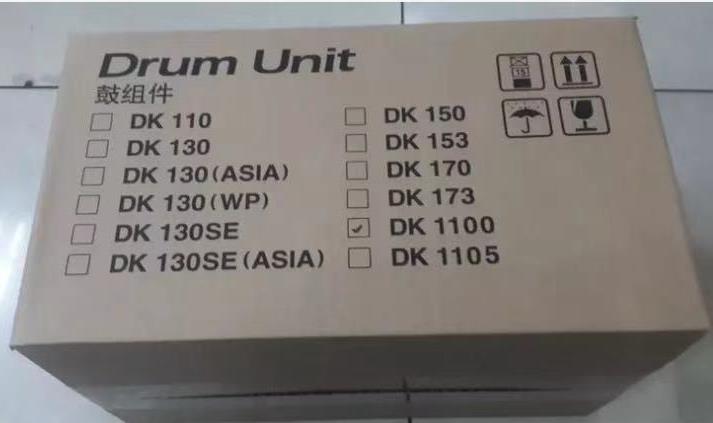 Drum Unit
鼓组件
DK 110
DK 130
DK 130(ASIA)
DK 130(WP)
DK 130SE
DK 130SE(ASIA)
DK 150
DK 153
DK 170
DK 173
DK 1100
DK 1105
15